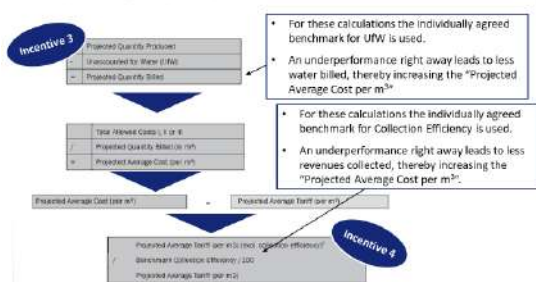 Incentive 3
Projected Quantity Produced
- Unaccounted for Water (UfW)
= Projected Quantity Billed
• For these calculations the individually agreed
benchmark for UfW is used.
• An underperformance right away leads to less
water billed, thereby increasing the "Projected
Average Cost per m³"
Total Allowed Costs I, II or III
/ Projected Quantity Billed (in m³)
= Projected Average Cost (per m³)
• For these calculations the individually agreed
benchmark for Collection Efficiency is used.
• An underperformance right away leads to less
revenues collected, thereby increasing the
"Projected Average Cost per m³".
Projected Average Cost (per m³) = Projected Average Tariff (per m³)
Incentive 4
Projected Average Tariff (per m3) (excl. collection efficiency)
/ Benchmark Collection Efficiency / 100
Projected Average Tariff (per m3)